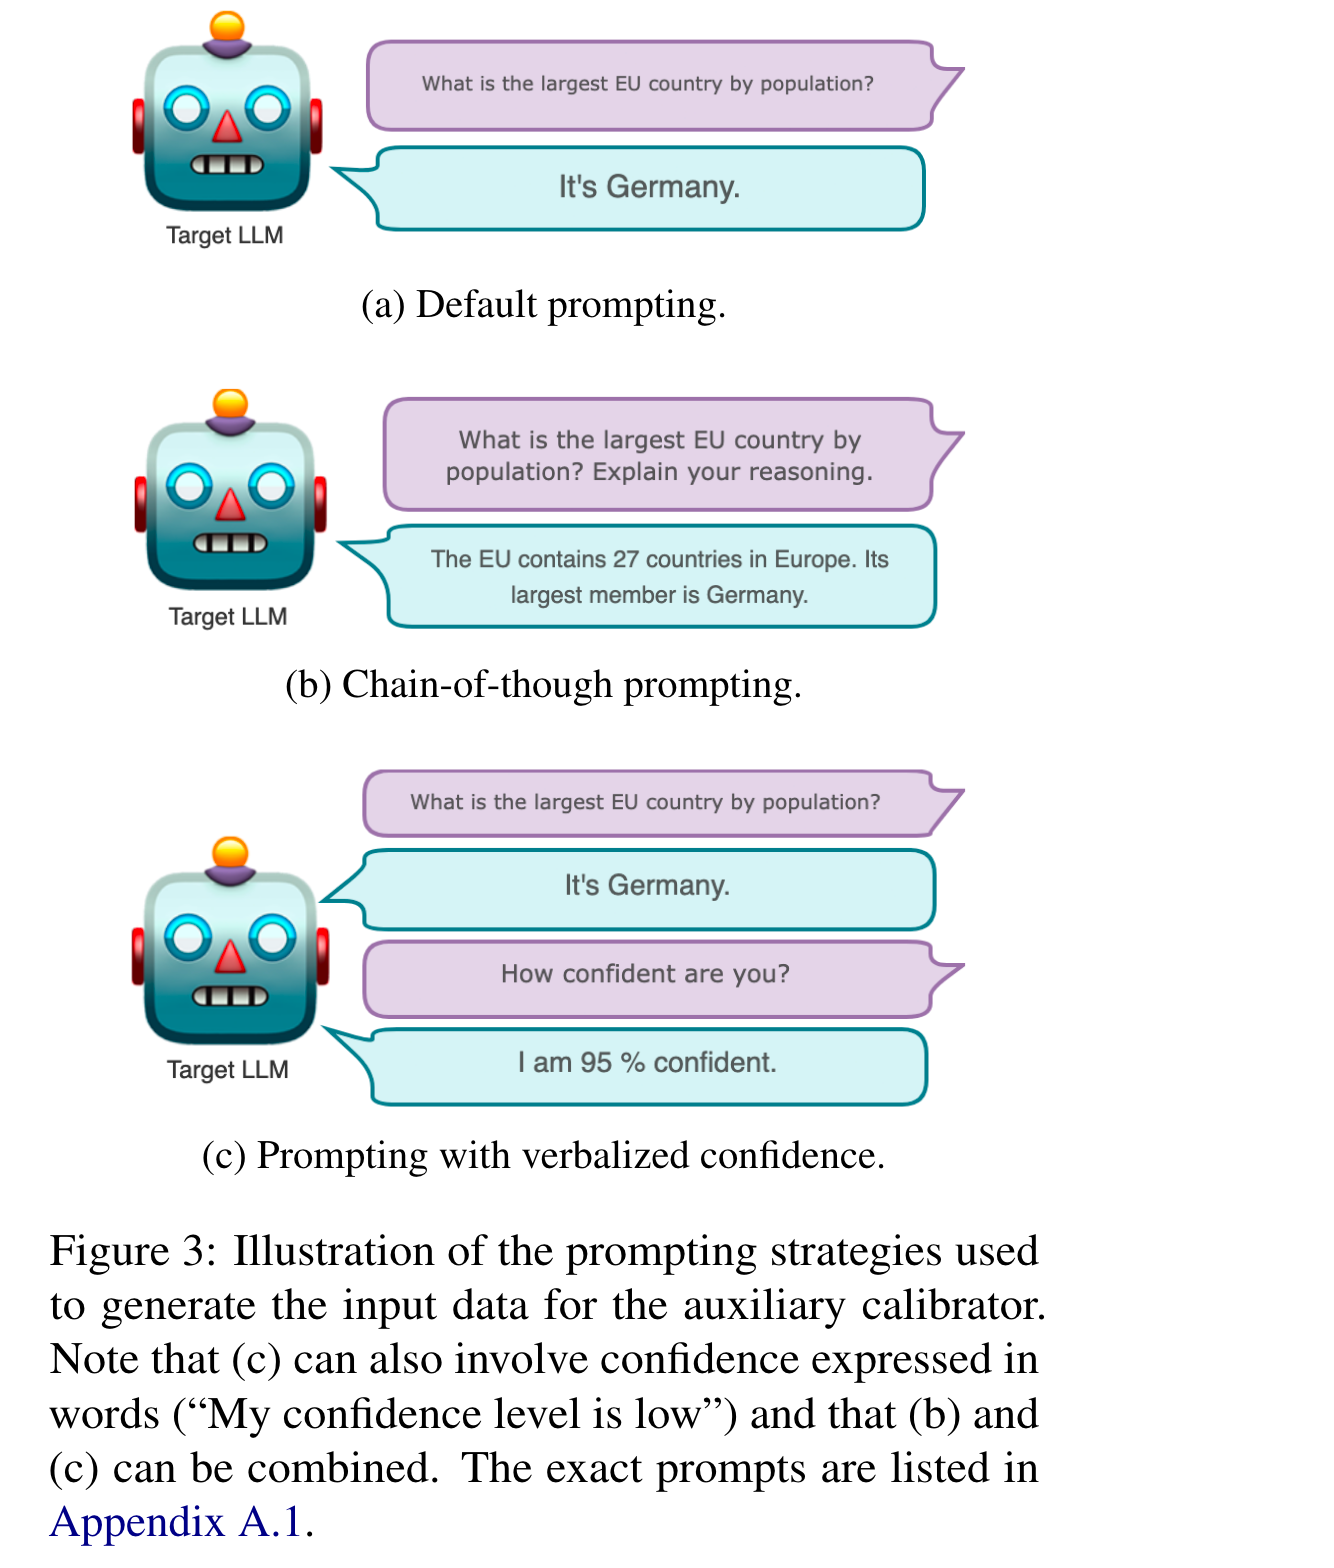 What is the largest EU country by population?
It's Germany.
Target LLM
(a) Default prompting.
What is the largest EU country by
population? Explain your reasoning.
The EU contains 27 countries in Europe. Its
largest member is Germany.
Target LLM
(b) Chain-of-though prompting.
What is the largest EU country by population?
It's Germany.
How confident are you?
I am 95 % confident.
Target LLM
(c) Prompting with verbalized confidence.
Figure 3: Illustration of the prompting strategies used
to generate the input data for the auxiliary calibrator.
Note that (c) can also involve confidence expressed in
words (“My confidence level is low”) and that (b) and
(c) can be combined. The exact prompts are listed in
Appendix A.1.